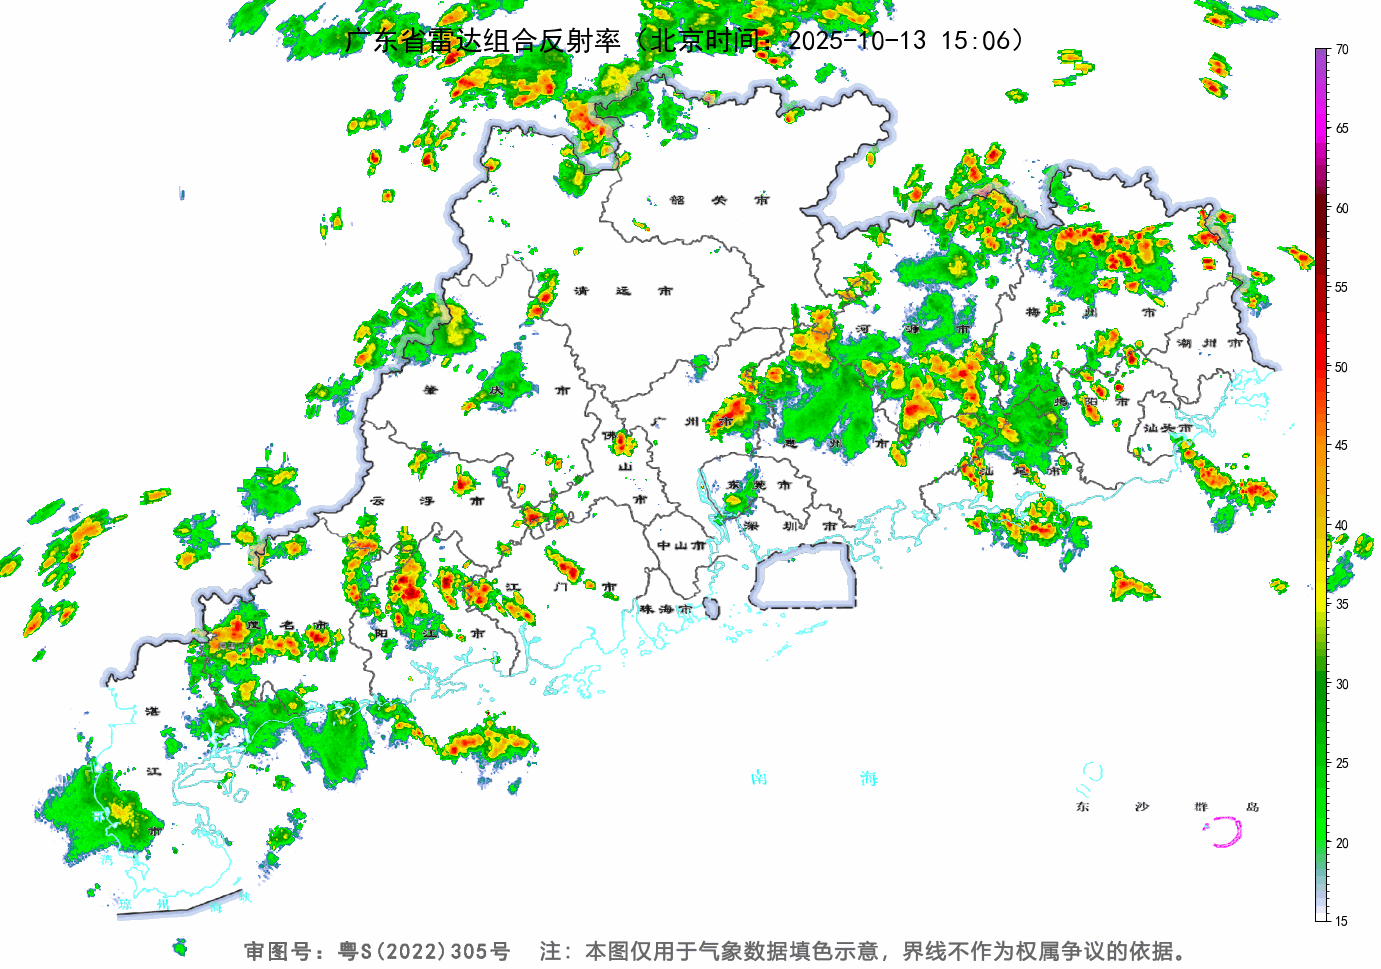 广东省雷达组合反射率（北京时间：2025-10-13 15:06）
70
65
60
55
50
45
40
35
30
25
20
15
韶关市
清远市
河源市
梅州市
潮州市
肇庆市
揭阳市
汕头市
广州市
佛山市
惠州市
汕尾市
云浮市
东莞市
深圳市
中山市
江门市
珠海市
茂名市
阳江市
湛江市
南海
东沙群岛
湾
琼州海峡
审图号：粤S(2022)305号 注：本图仅用于气象数据填色示意，界线不作为权属争议的依据。